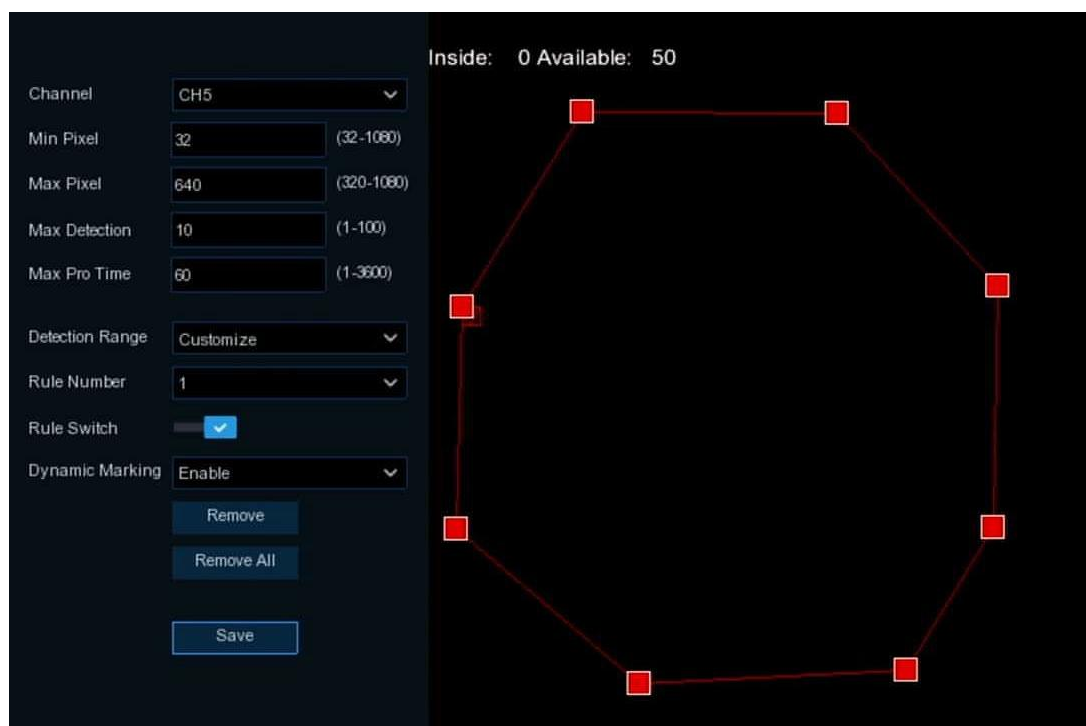 Inside: 0 Available: 50
Channel CH5
Min Pixel 32 (32-1080)
Max Pixel 640 (320-1080)
Max Detection 10 (1-100)
Max Pro Time 60 (1-3600)
Detection Range Customize
Rule Number 1
Rule Switch
Dynamic Marking Enable
Remove
Remove All
Save